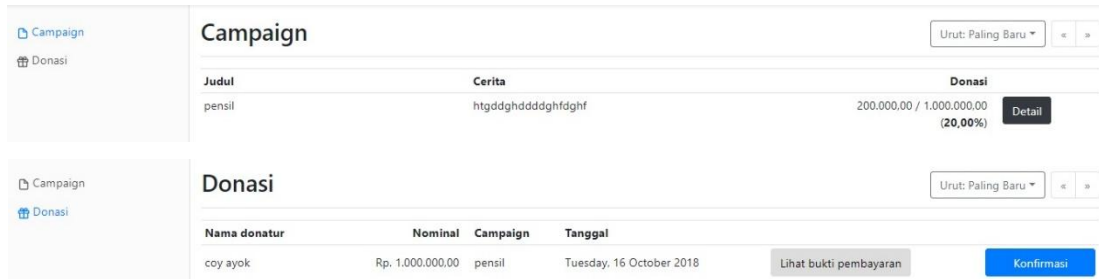 Campaign
Donasi
Campaign
Urut: Paling Baru
« »
Judul Cerita Donasi
pensil htgddghddddghfdghf 200.000,00 / 1.000.000,00 Detail
(20,00%)
Campaign
Donasi
Donasi
Urut: Paling Baru
« »
Nama donatur Nominal Campaign Tanggal
coy ayok Rp. 1.000.000,00 pensil Tuesday, 16 October 2018 Lihat bukti pembayaran Konfirmasi